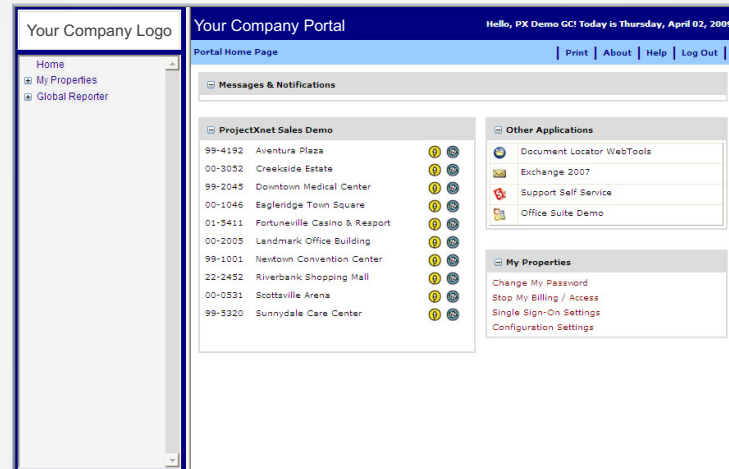 Your Company Logo
Your Company Portal
Hello, PX Demo GC! Today is Thursday, April 02, 2009
Portal Home Page
| Print | About | Help | Log Out |
Home
My Properties
Global Reporter
Messages & Notifications
ProjectXnet Sales Demo
99-4192 Aventura Plaza
00-3052 Creekside Estate
99-2045 Downtown Medical Center
00-1046 Eagleridge Town Square
01-5411 Fortuneville Casino & Resport
00-2005 Landmark Office Building
99-1001 Newtown Convention Center
22-2452 Riverbank Shopping Mall
00-0531 Scottsville Arena
99-5320 Sunnydale Care Center
Other Applications
Document Locator WebTools
Exchange 2007
Support Self Service
Office Suite Demo
My Properties
Change My Password
Stop My Billing / Access
Single Sign-On Settings
Configuration Settings